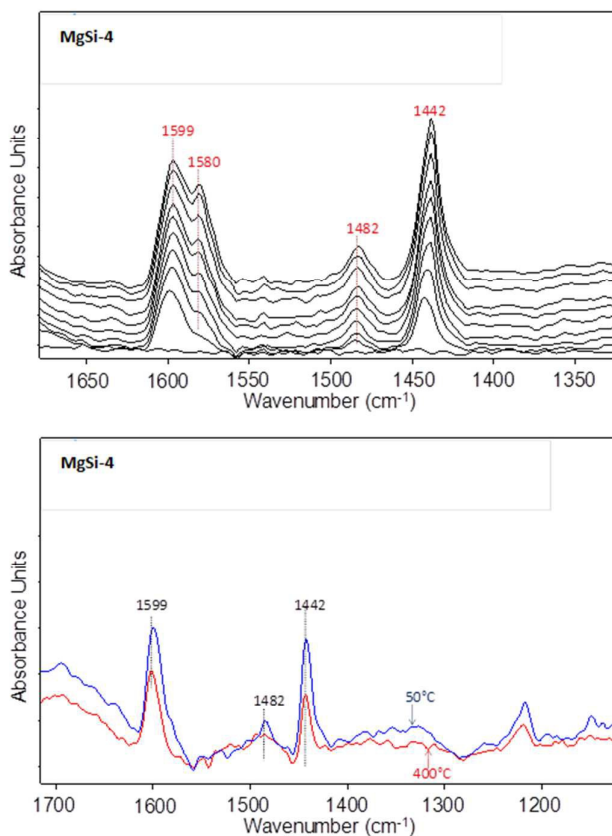 MgSi-4
1599
1580
1482
1442
Absorbance Units
1650 1600 1550 1500 1450 1400 1350
Wavenumber (cm-1)
MgSi-4
1599
1442
1482
50°C
400°C
Absorbance Units
1700 1600 1500 1400 1300 1200
Wavenumber (cm-1)